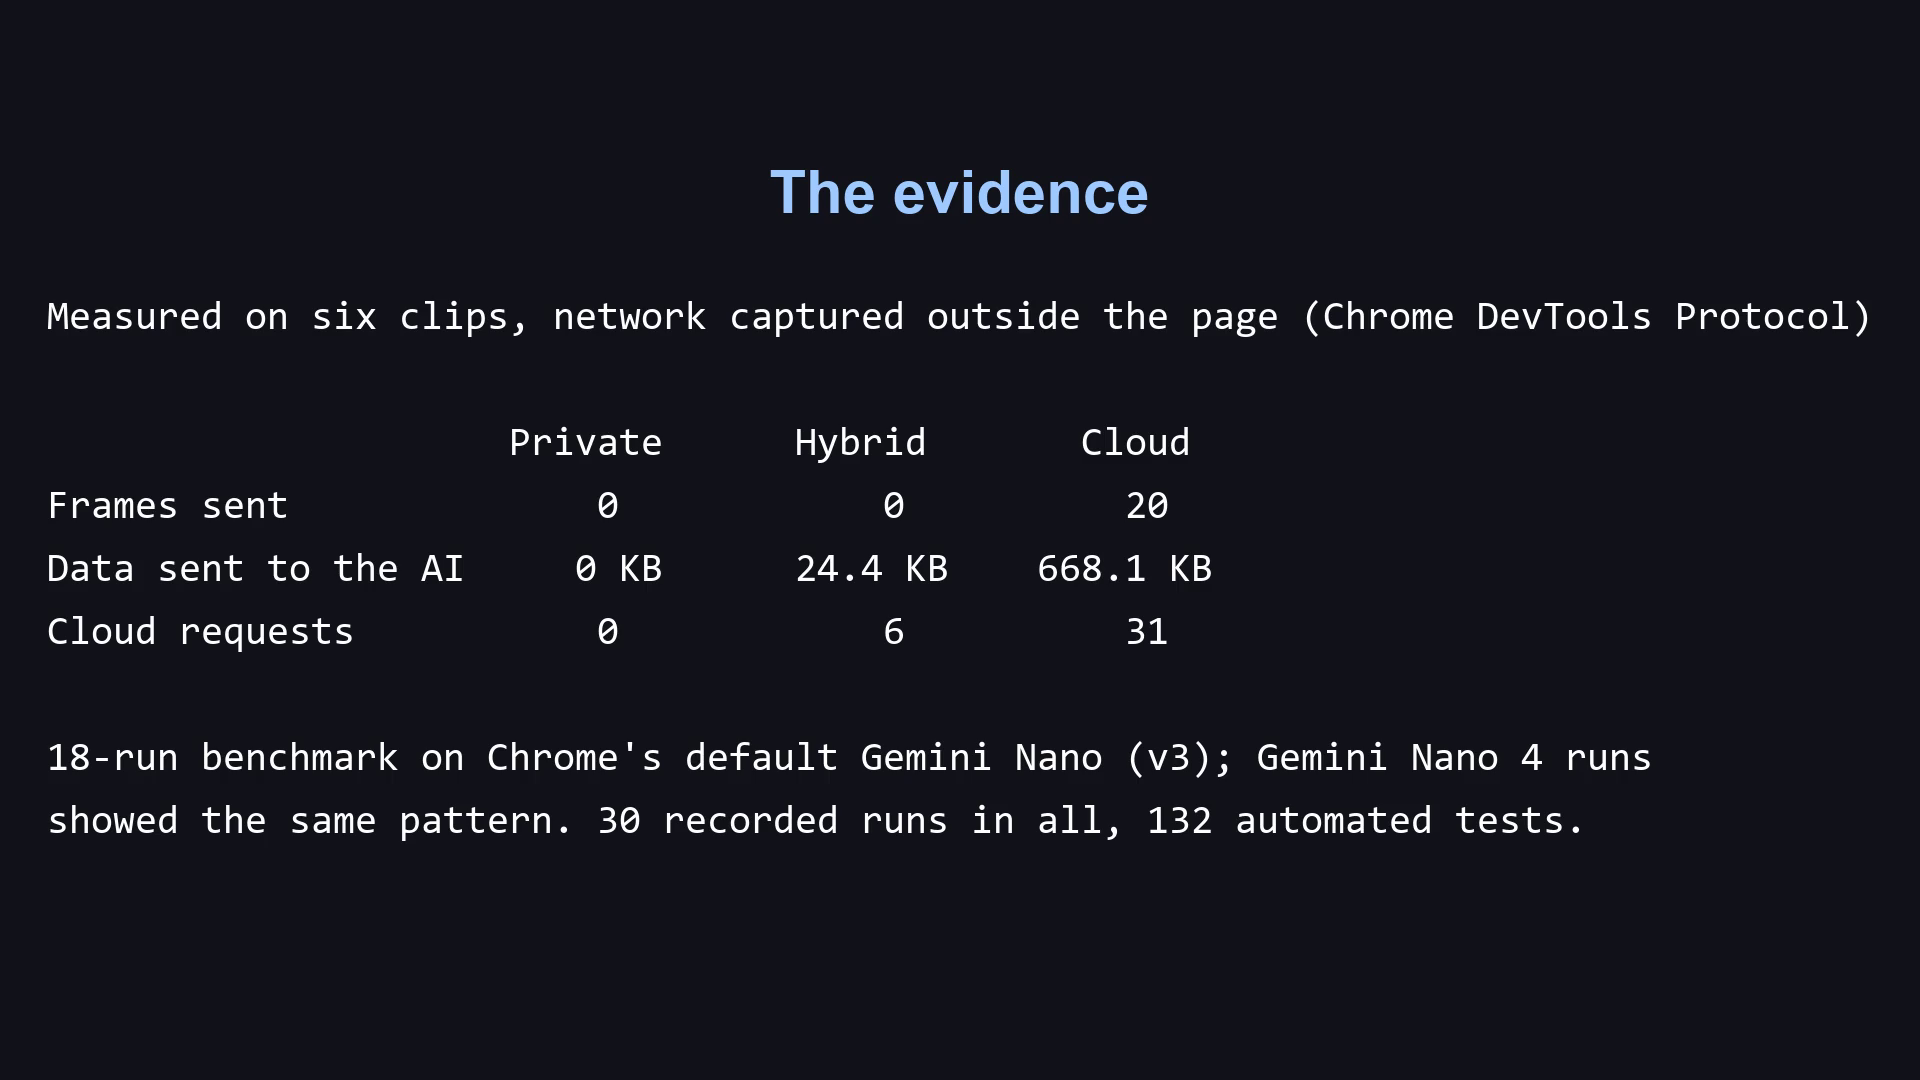 The evidence
Measured on six clips, network captured outside the page (Chrome DevTools Protocol)
Private Hybrid Cloud
Frames sent 0 0 20
Data sent to the AI 0 KB 24.4 KB 668.1 KB
Cloud requests 0 6 31
18-run benchmark on Chrome's default Gemini Nano (v3); Gemini Nano 4 runs
showed the same pattern. 30 recorded runs in all, 132 automated tests.